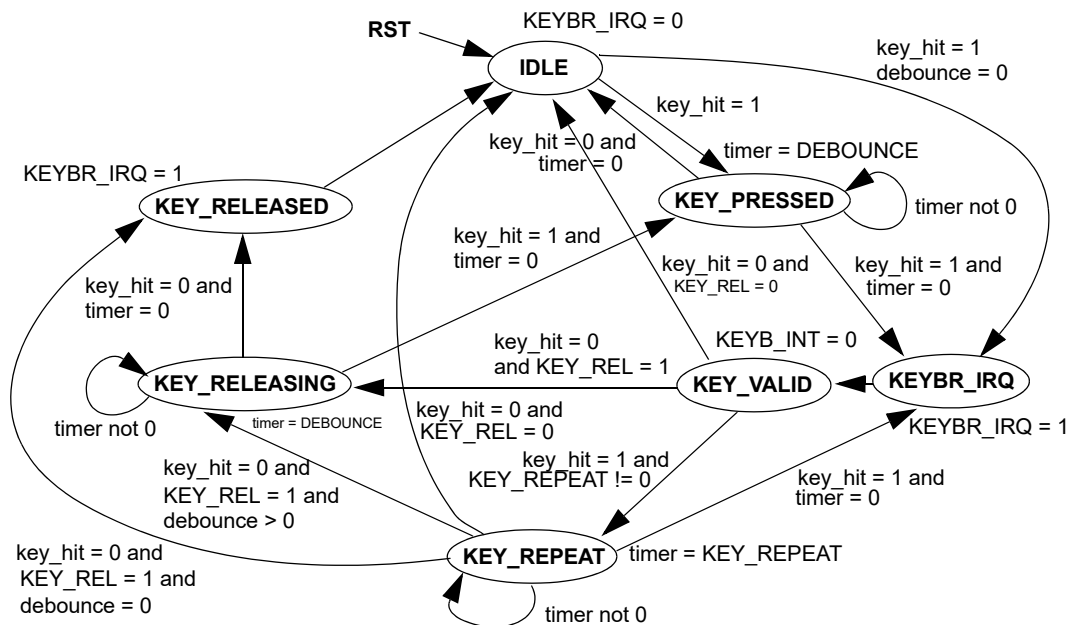 KEYBR_IRQ = 0
RST
IDLE
key_hit = 1
debounce = 0
key_hit = 1
key_hit = 0 and
timer = 0
timer = DEBOUNCE
KEYBR_IRQ = 1
KEY_RELEASED
KEY_PRESSED
timer not 0
key_hit = 1 and
timer = 0
key_hit = 0 and
KEY_REL = 0
key_hit = 1 and
timer = 0
key_hit = 0 and
timer = 0
key_hit = 0
and KEY_REL = 1
KEYB_INT = 0
KEY_RELEASING
KEY_VALID
KEYBR_IRQ
timer not 0
timer = DEBOUNCE
key_hit = 0 and
KEY_REL = 0
KEYBR_IRQ = 1
key_hit = 0 and
KEY_REL = 1 and
debounce > 0
key_hit = 1 and
KEY_REPEAT != 0
key_hit = 1 and
timer = 0
key_hit = 0 and
KEY_REL = 1 and
debounce = 0
KEY_REPEAT
timer = KEY_REPEAT
timer not 0